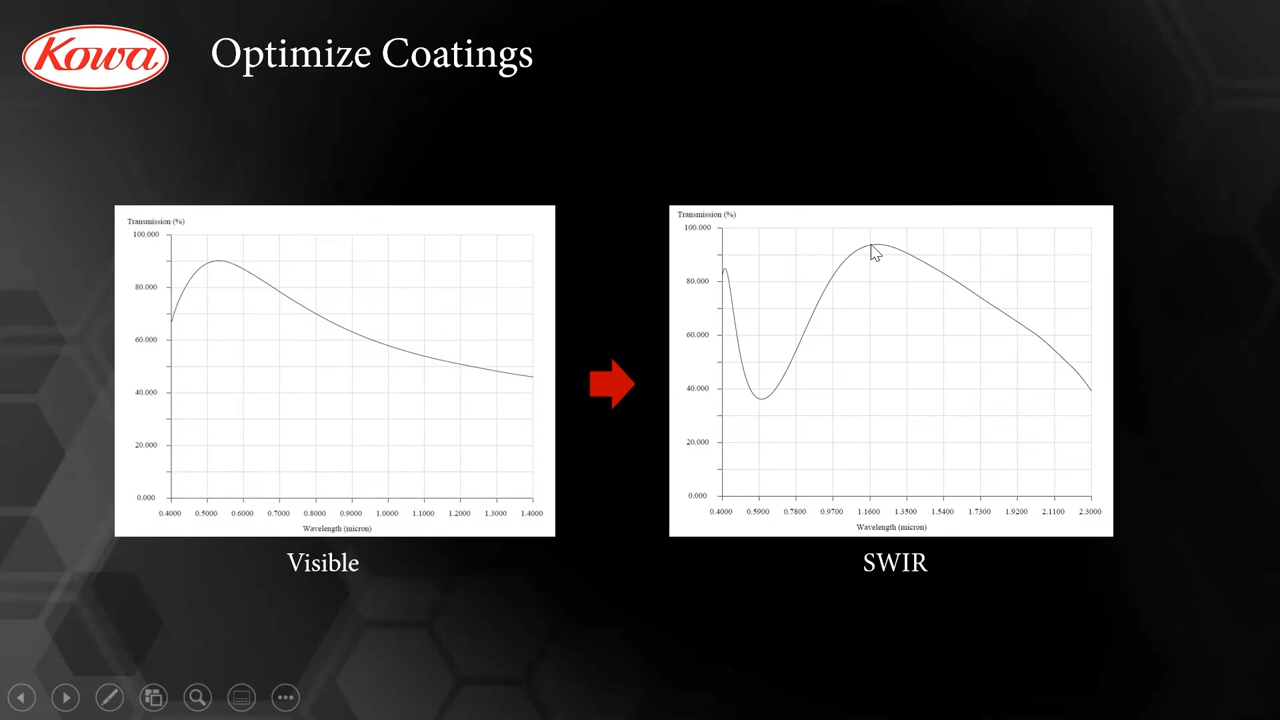 Kowa
Optimize Coatings
Transmission (%)
100.000
80.000
60.000
40.000
20.000
0.000
0.4000 0.5000 0.6000 0.7000 0.8000 0.9000 1.0000 1.1000 1.2000 1.3000 1.4000
Wavelength (micron)
Visible
Transmission (%)
100.000
80.000
60.000
40.000
20.000
0.000
0.4000 0.5900 0.7800 0.9700 1.1600 1.3500 1.5400 1.7300 1.9200 2.1100 2.3000
Wavelength (micron)
SWIR